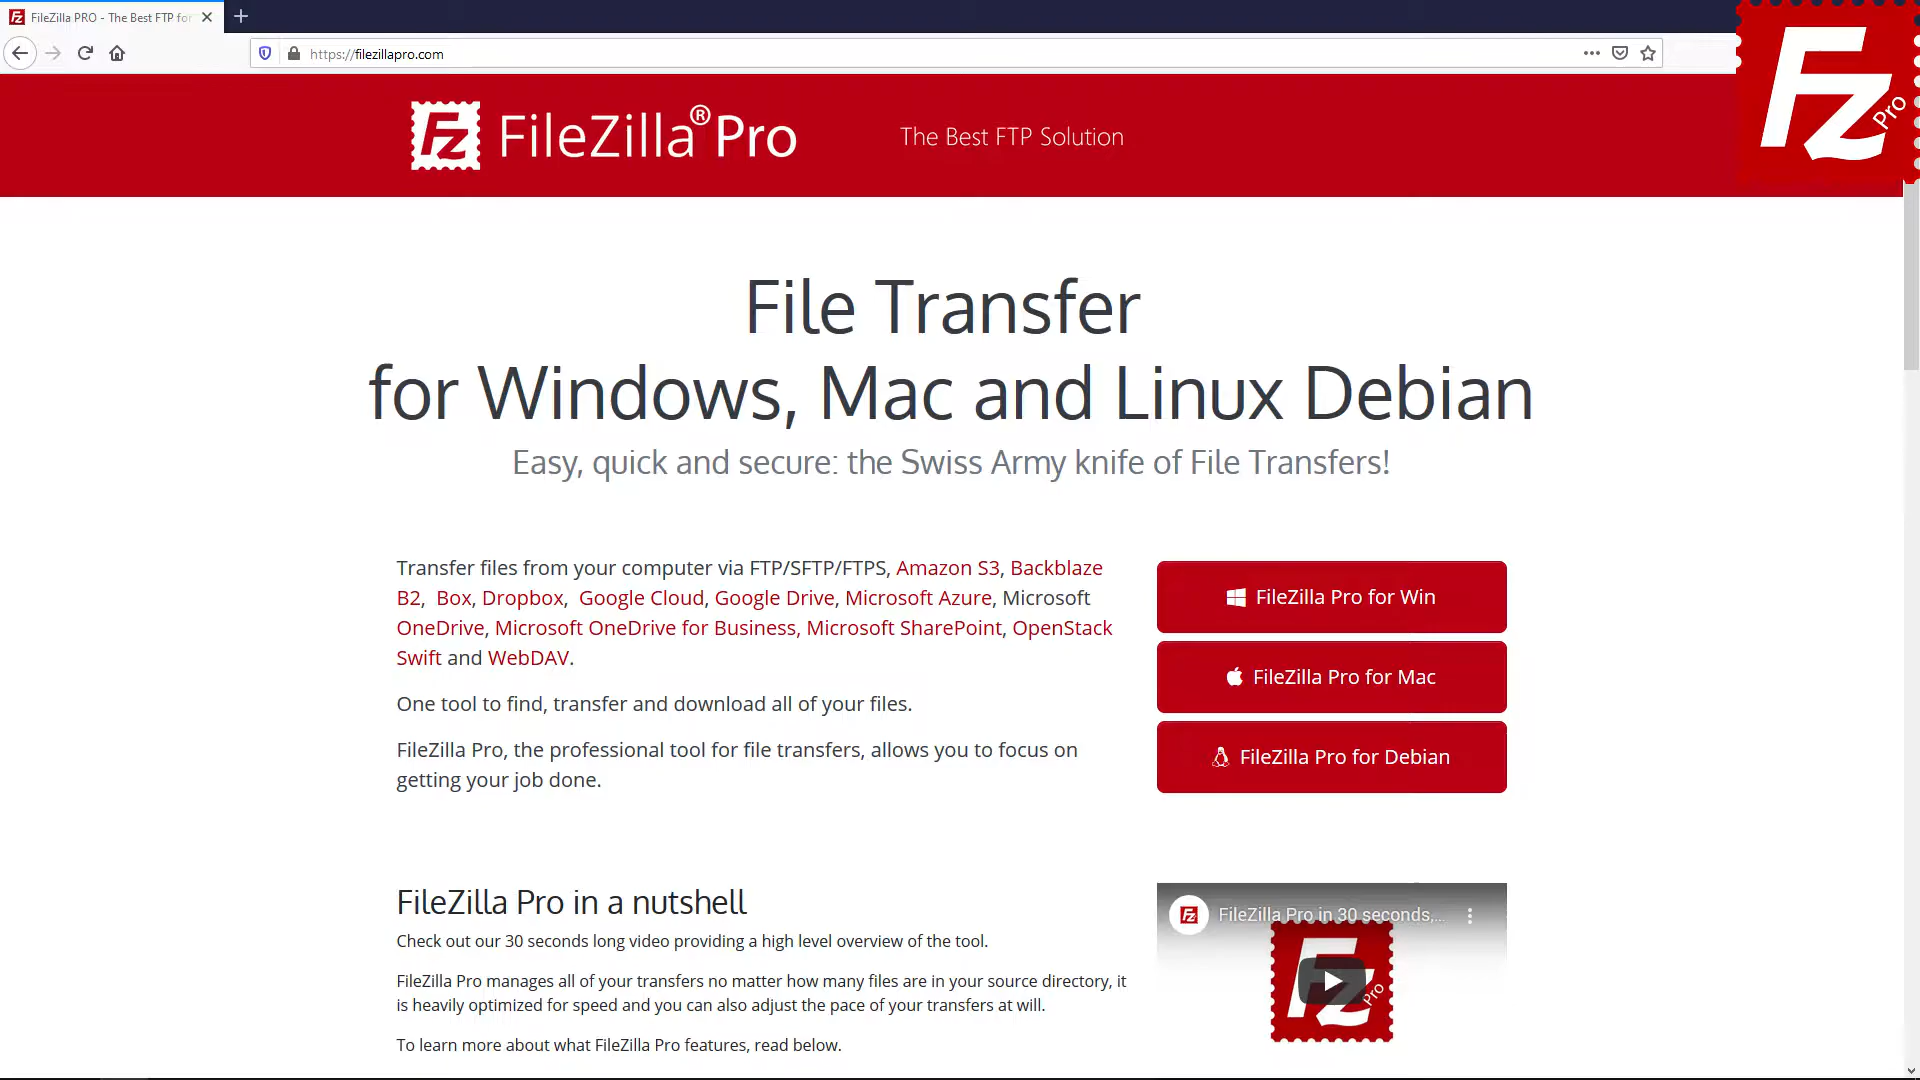 FileZilla PRO - The Best FTP for
https://filezillapro.com
Fz Pro
Fz
FileZilla® Pro
The Best FTP Solution
File Transfer
for Windows, Mac and Linux Debian
Easy, quick and secure: the Swiss Army knife of File Transfers!
Transfer files from your computer via FTP/SFTP/FTPS, Amazon S3, Backblaze
B2, Box, Dropbox, Google Cloud, Google Drive, Microsoft Azure, Microsoft
OneDrive, Microsoft OneDrive for Business, Microsoft SharePoint, OpenStack
Swift and WebDAV.
One tool to find, transfer and download all of your files.
FileZilla Pro, the professional tool for file transfers, allows you to focus on
getting your job done.
FileZilla Pro for Win
FileZilla Pro for Mac
FileZilla Pro for Debian
FileZilla Pro in a nutshell
Check out our 30 seconds long video providing a high level overview of the tool.
FileZilla Pro manages all of your transfers no matter how many files are in your source directory, it
is heavily optimized for speed and you can also adjust the pace of your transfers at will.
To learn more about what FileZilla Pro features, read below.
Fz
FileZilla Pro in 30 seconds,...
Fz Pro